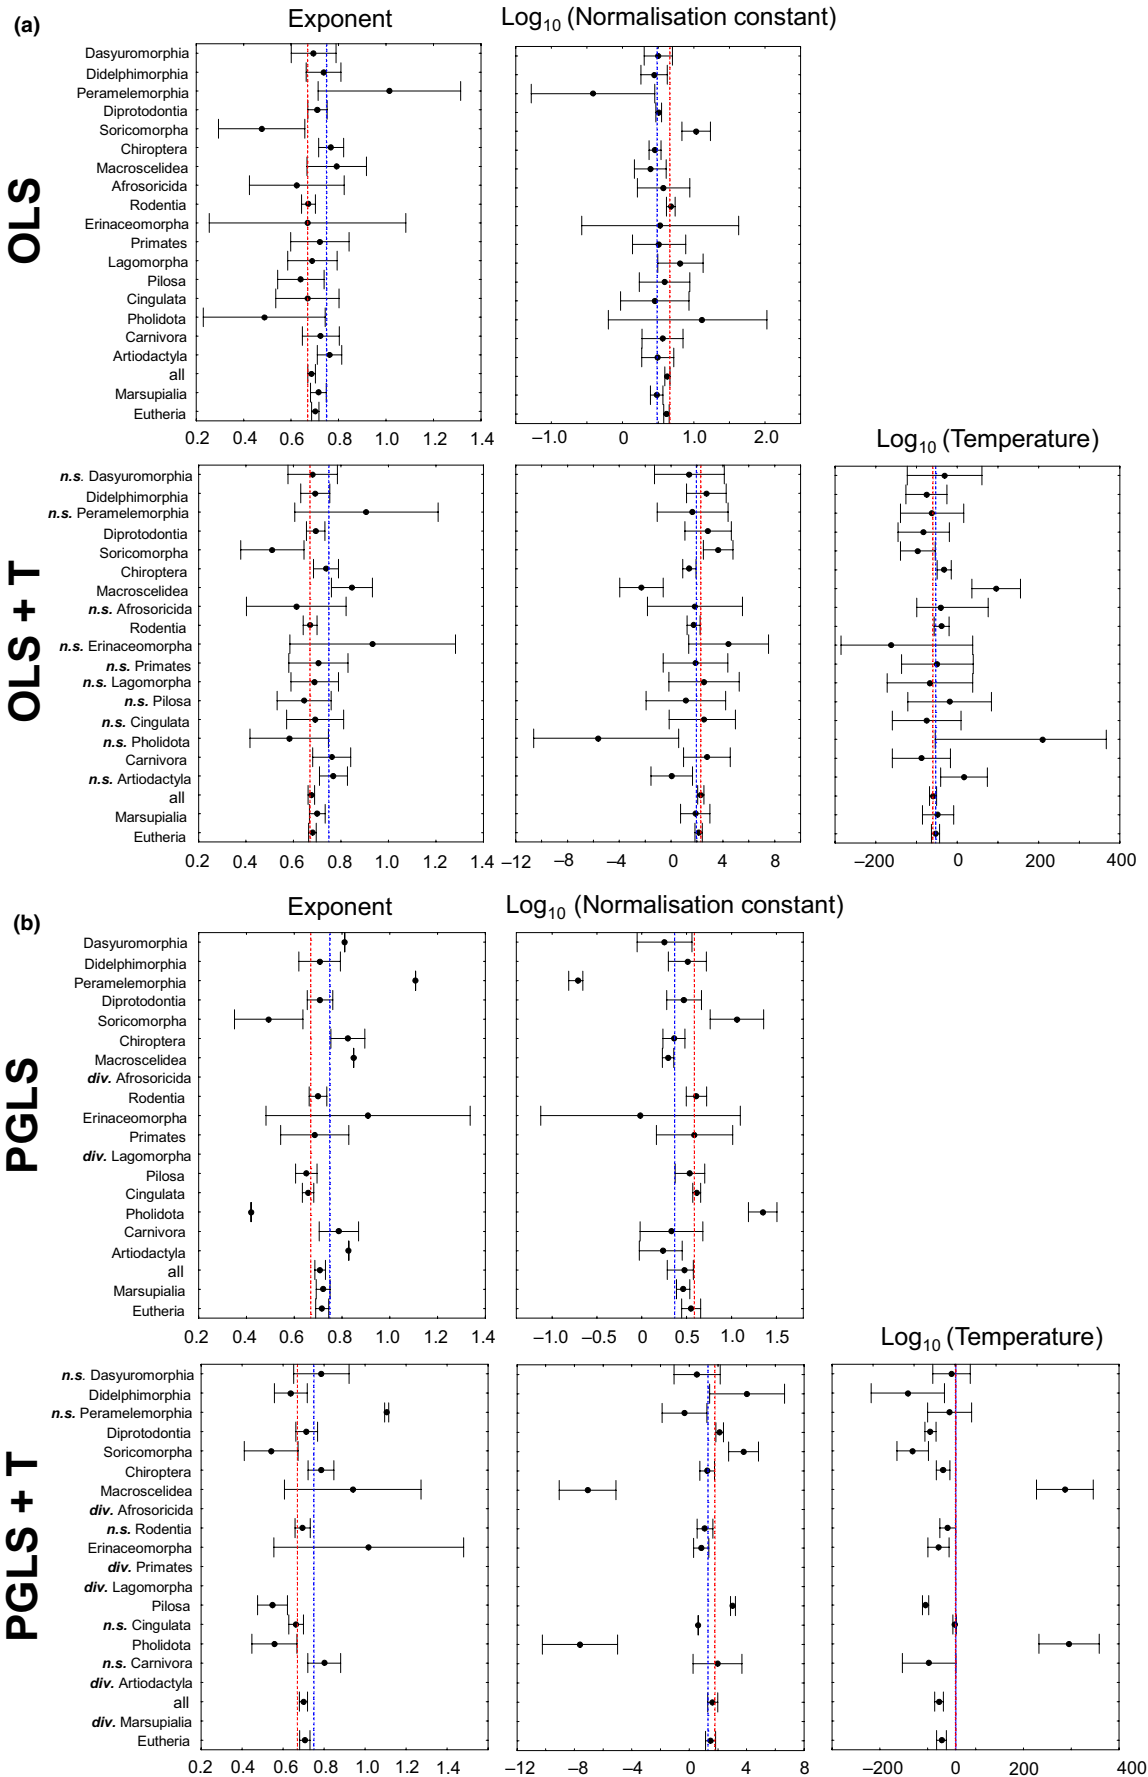 (a)
Exponent
Log10 (Normalisation constant)
OLS
Dasyuromorphia
Didelphimorphia
Peramelemorphia
Diprotodontia
Soricomorpha
Chiroptera
Macroscelidea
Afrosoricida
Rodentia
Erinaceomorpha
Primates
Lagomorpha
Pilosa
Cingulata
Pholidota
Carnivora
Artiodactyla
all
Marsupialia
Eutheria
0.2 0.4 0.6 0.8 1.0 1.2 1.4
−1.0 0 1.0 2.0
Log10 (Temperature)
OLS + T
n.s. Dasyuromorphia
Didelphimorphia
n.s. Peramelemorphia
Diprotodontia
Soricomorpha
Chiroptera
Macroscelidea
n.s. Afrosoricida
Rodentia
n.s. Erinaceomorpha
n.s. Primates
n.s. Lagomorpha
n.s. Pilosa
n.s. Cingulata
n.s. Pholidota
Carnivora
n.s. Artiodactyla
all
Marsupialia
Eutheria
0.2 0.4 0.6 0.8 1.0 1.2 1.4
−12 −8 −4 0 4 8 10
−200 0 200 400
(b)
Exponent
Log10 (Normalisation constant)
PGLS
Dasyuromorphia
Didelphimorphia
Peramelemorphia
Diprotodontia
Soricomorpha
Chiroptera
Macroscelidea
div. Afrosoricida
Rodentia
Erinaceomorpha
Primates
div. Lagomorpha
Pilosa
Cingulata
Pholidota
Carnivora
Artiodactyla
all
Marsupialia
Eutheria
0.2 0.4 0.6 0.8 1.0 1.2 1.4
−1.0 −0.5 0 0.5 1.0 1.5
Log10 (Temperature)
PGLS + T
n.s. Dasyuromorphia
Didelphimorphia
n.s. Peramelemorphia
Diprotodontia
Soricomorpha
Chiroptera
Macroscelidea
div. Afrosoricida
n.s. Rodentia
Erinaceomorpha
div. Primates
div. Lagomorpha
Pilosa
n.s. Cingulata
Pholidota
n.s. Carnivora
div. Artiodactyla
all
div. Marsupialia
Eutheria
0.2 0.4 0.6 0.8 1.0 1.2 1.4
−12 −8 −4 0 4 8
−200 0 200 400